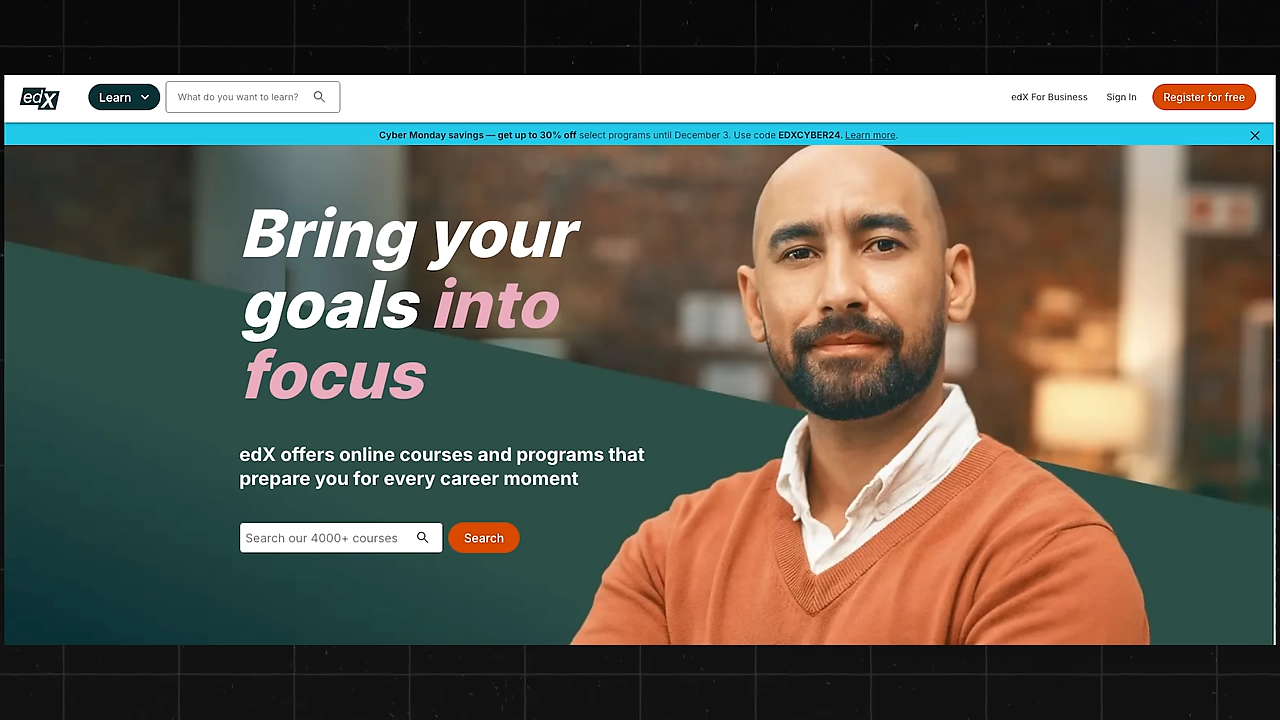 edX
Learn
What do you want to learn?
edX For Business
Sign In
Register for free
Cyber Monday savings — get up to 30% off select programs until December 3. Use code EDXCYBER24. Learn more.
Bring your
goals into
focus
edX offers online courses and programs that
prepare you for every career moment
Search our 4000+ courses
Search